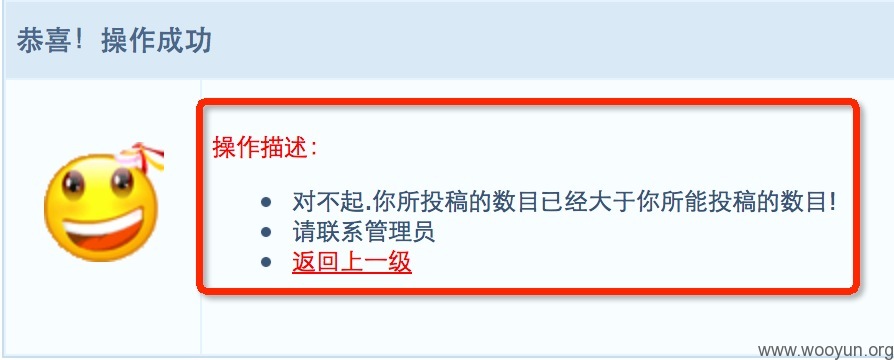 恭喜！操作成功
操作描述：
对不起.你所投稿的数目已经大于你所能投稿的数目!
请联系管理员
返回上一级
www.wooyun.org